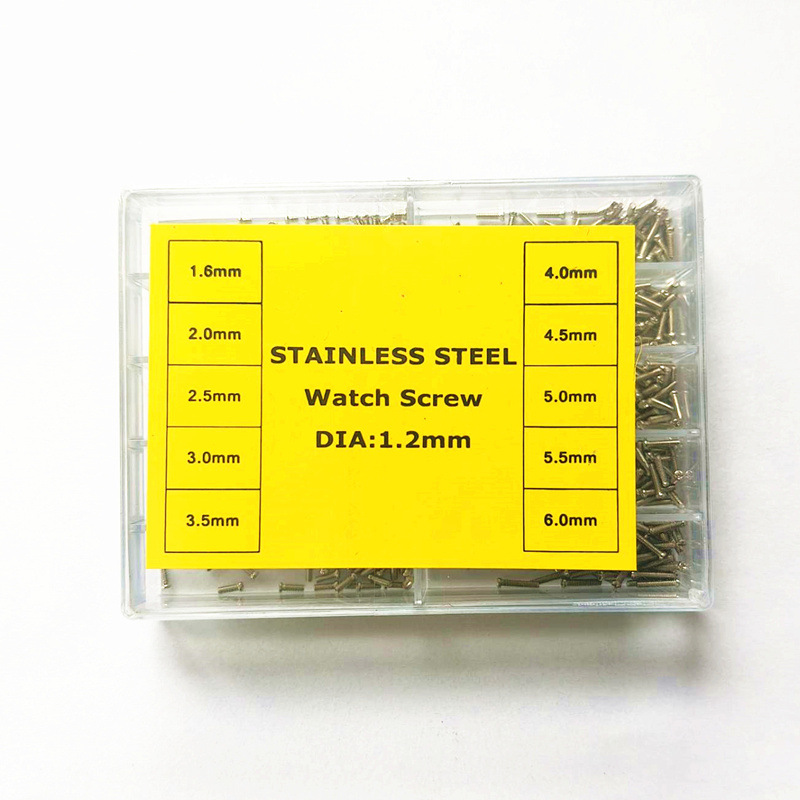 1.6mm
2.0mm
2.5mm
3.0mm
3.5mm
STAINLESS STEEL
Watch Screw
DIA:1.2mm
4.0mm
4.5mm
5.0mm
5.5mm
6.0mm